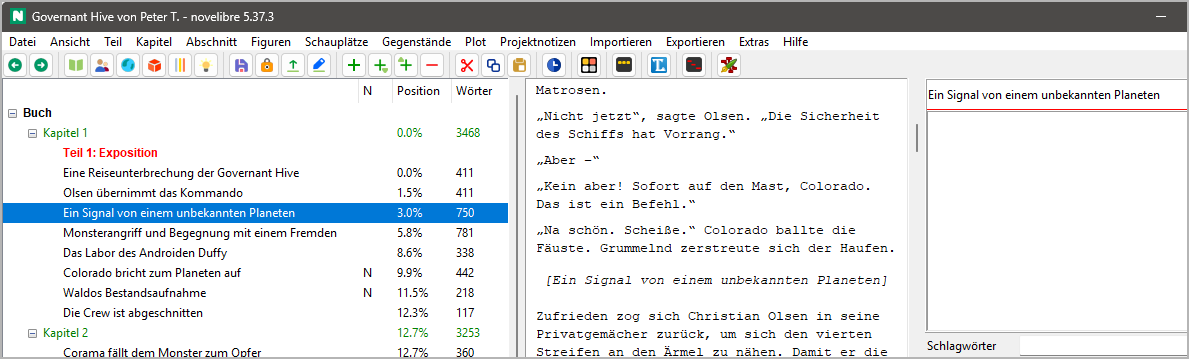 Governant Hive von Peter T. - novelibre 5.37.3
Datei Ansicht Teil Kapitel Abschnitt Figuren Schauplätze Gegenstände Plot Projektnotizen Importieren Exportieren Extras Hilfe
N Position Wörter
Buch
Kapitel 1 0.0% 3468
Teil 1: Exposition
Eine Reiseunterbrechung der Governant Hive 0.0% 411
Olsen übernimmt das Kommando 1.5% 411
Ein Signal von einem unbekannten Planeten 3.0% 750
Monsterangriff und Begegnung mit einem Fremden 5.8% 781
Das Labor des Androiden Duffy 8.6% 338
Colorado bricht zum Planeten auf N 9.9% 442
Waldos Bestandsaufnahme N 11.5% 218
Die Crew ist abgeschnitten 12.3% 117
Kapitel 2 12.7% 3253
Corama fällt dem Monster zum Opfer 12.7% 360
Matrosen.
„Nicht jetzt“, sagte Olsen. „Die Sicherheit
des Schiffs hat Vorrang.“
„Aber –“
„Kein aber! Sofort auf den Mast, Colorado.
Das ist ein Befehl.“
„Na schön. Scheiße.“ Colorado ballte die
Fäuste. Grummelnd zerstreute sich der Haufen.
[Ein Signal von einem unbekannten Planeten]
Zufrieden zog sich Christian Olsen in seine
Privatgemächer zurück, um sich den vierten
Streifen an den Ärmel zu nähen. Damit er die
Ein Signal von einem unbekannten Planeten
Schlagwörter